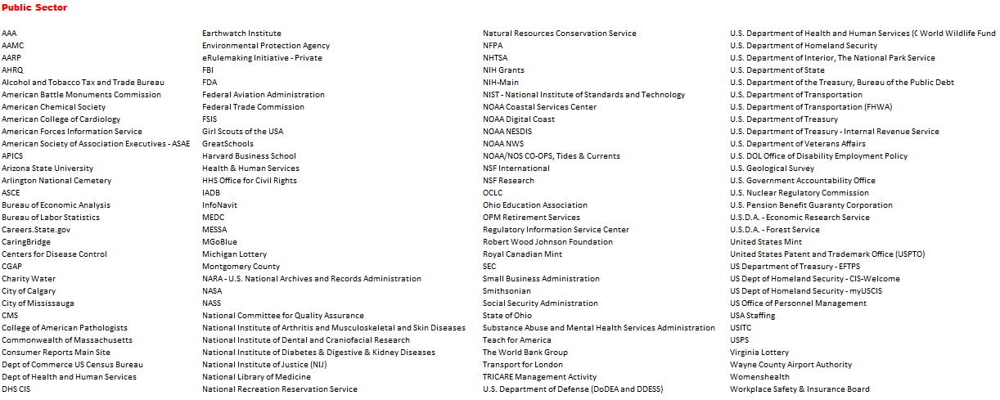 Public Sector
AAA
AAMC
AARP
AHRQ
Alcohol and Tobacco Tax and Trade Bureau
American Battle Monuments Commission
American Chemical Society
American College of Cardiology
American Forces Information Service
American Society of Association Executives - ASAE
APICS
Arizona State University
Arlington National Cemetery
ASCE
Bureau of Economic Analysis
Bureau of Labor Statistics
Careers.State.gov
CaringBridge
Centers for Disease Control
CGAP
Charity Water
City of Calgary
City of Mississauga
CMS
College of American Pathologists
Commonwealth of Massachusetts
Consumer Reports Main Site
Dept of Commerce US Census Bureau
Dept of Health and Human Services
DHS CIS
Earthwatch Institute
Environmental Protection Agency
eRulemaking Initiative - Private
FBI
FDA
Federal Aviation Administration
Federal Trade Commission
FSIS
Girl Scouts of the USA
GreatSchools
Harvard Business School
Health & Human Services
HHS Office for Civil Rights
IADB
InfoNavit
MEDC
MESSA
MGoBlue
Michigan Lottery
Montgomery County
NARA - U.S. National Archives and Records Administration
NASA
NASS
National Committee for Quality Assurance
National Institute of Arthritis and Musculoskeletal and Skin Diseases
National Institute of Dental and Craniofacial Research
National Institute of Diabetes & Digestive & Kidney Diseases
National Institute of Justice (NIJ)
National Library of Medicine
National Recreation Reservation Service
Natural Resources Conservation Service
NFPA
NHTSA
NIH Grants
NIH-Main
NIST - National Institute of Standards and Technology
NOAA Coastal Services Center
NOAA Digital Coast
NOAA NESDIS
NOAA NWS
NOAA/NOS CO-OPS, Tides & Currents
NSF International
NSF Research
OCLC
Ohio Education Association
OPM Retirement Services
Regulatory Information Service Center
Robert Wood Johnson Foundation
Royal Canadian Mint
SEC
Small Business Administration
Smithsonian
Social Security Administration
State of Ohio
Substance Abuse and Mental Health Services Administration
Teach for America
The World Bank Group
Transport for London
TRICARE Management Activity
U.S. Department of Defense (DoDEA and DDESS)
U.S. Department of Health and Human Services (C World Wildlife Fund
U.S. Department of Homeland Security
U.S. Department of Interior, The National Park Service
U.S. Department of State
U.S. Department of the Treasury, Bureau of the Public Debt
U.S. Department of Transportation
U.S. Department of Transportation (FHWA)
U.S. Department of Treasury
U.S. Department of Treasury - Internal Revenue Service
U.S. Department of Veterans Affairs
U.S. DOL Office of Disability Employment Policy
U.S. Geological Survey
U.S. Government Accountability Office
U.S. Nuclear Regulatory Commission
U.S. Pension Benefit Guaranty Corporation
U.S.D.A. - Economic Research Service
U.S.D.A. - Forest Service
United States Mint
United States Patent and Trademark Office (USPTO)
US Department of Treasury - EFTPS
US Dept of Homeland Security - CIS-Welcome
US Dept of Homeland Security - myUSCIS
US Office of Personnel Management
USA Staffing
USITC
USPS
Virginia Lottery
Wayne County Airport Authority
Womenshealth
Workplace Safety & Insurance Board